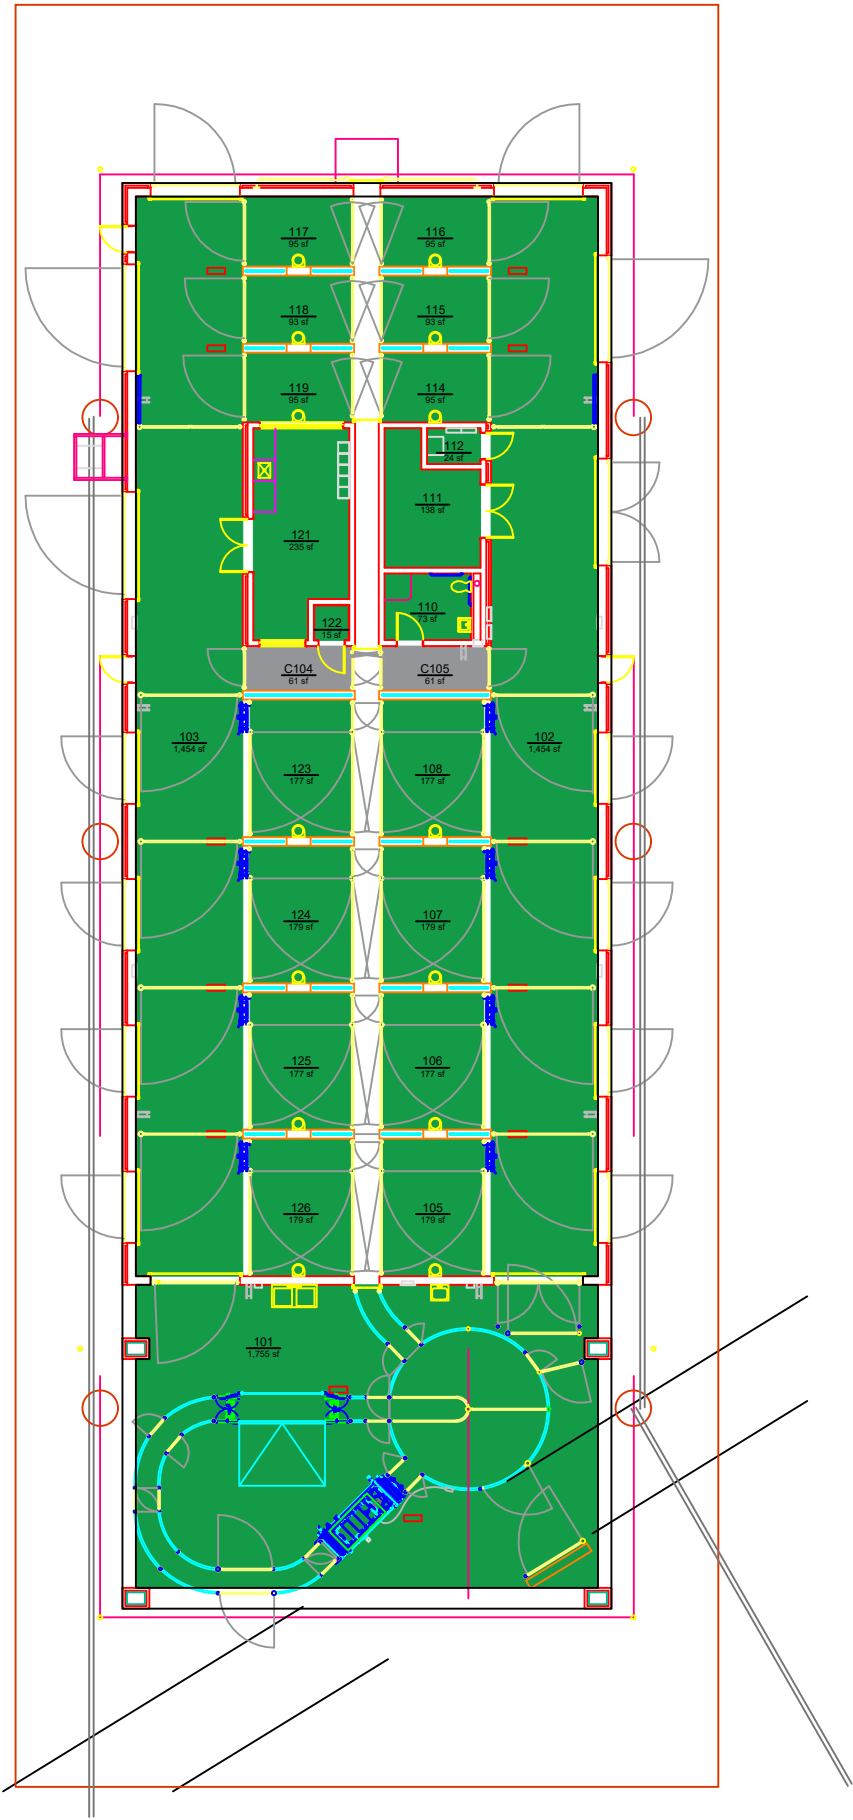 117
95 sf
116
95 sf
118
93 sf
115
93 sf
119
95 sf
114
95 sf
112
24 sf
111
138 sf
121
235 sf
110
73 sf
122
15 sf
C104
61 sf
C105
61 sf
103
1,454 sf
102
1,454 sf
123
177 sf
108
177 sf
124
179 sf
107
179 sf
125
177 sf
106
177 sf
126
179 sf
105
179 sf
101
1,755 sf